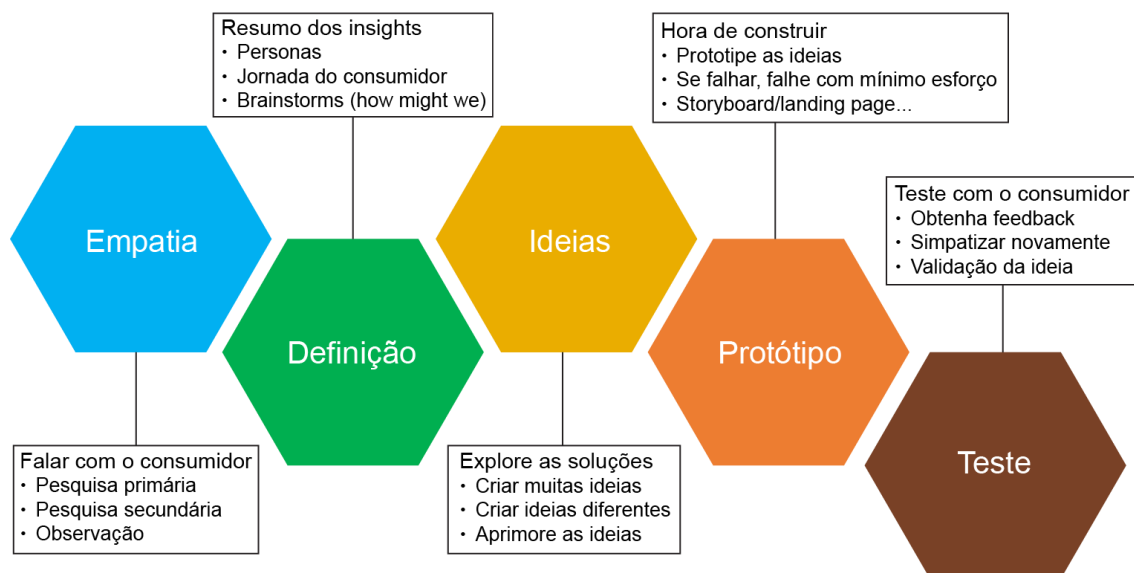 Resumo dos insights
• Personas
• Jornada do consumidor
• Brainstorms (how might we)
Hora de construir
• Prototipe as ideias
• Se falhar, falhe com mínimo esforço
• Storyboard/landing page...
Teste com o consumidor
• Obtenha feedback
• Simpatizar novamente
• Validação da ideia
Empatia
Definição
Ideias
Protótipo
Teste
Falar com o consumidor
• Pesquisa primária
• Pesquisa secundária
• Observação
Explore as soluções
• Criar muitas ideias
• Criar ideias diferentes
• Aprimore as ideias